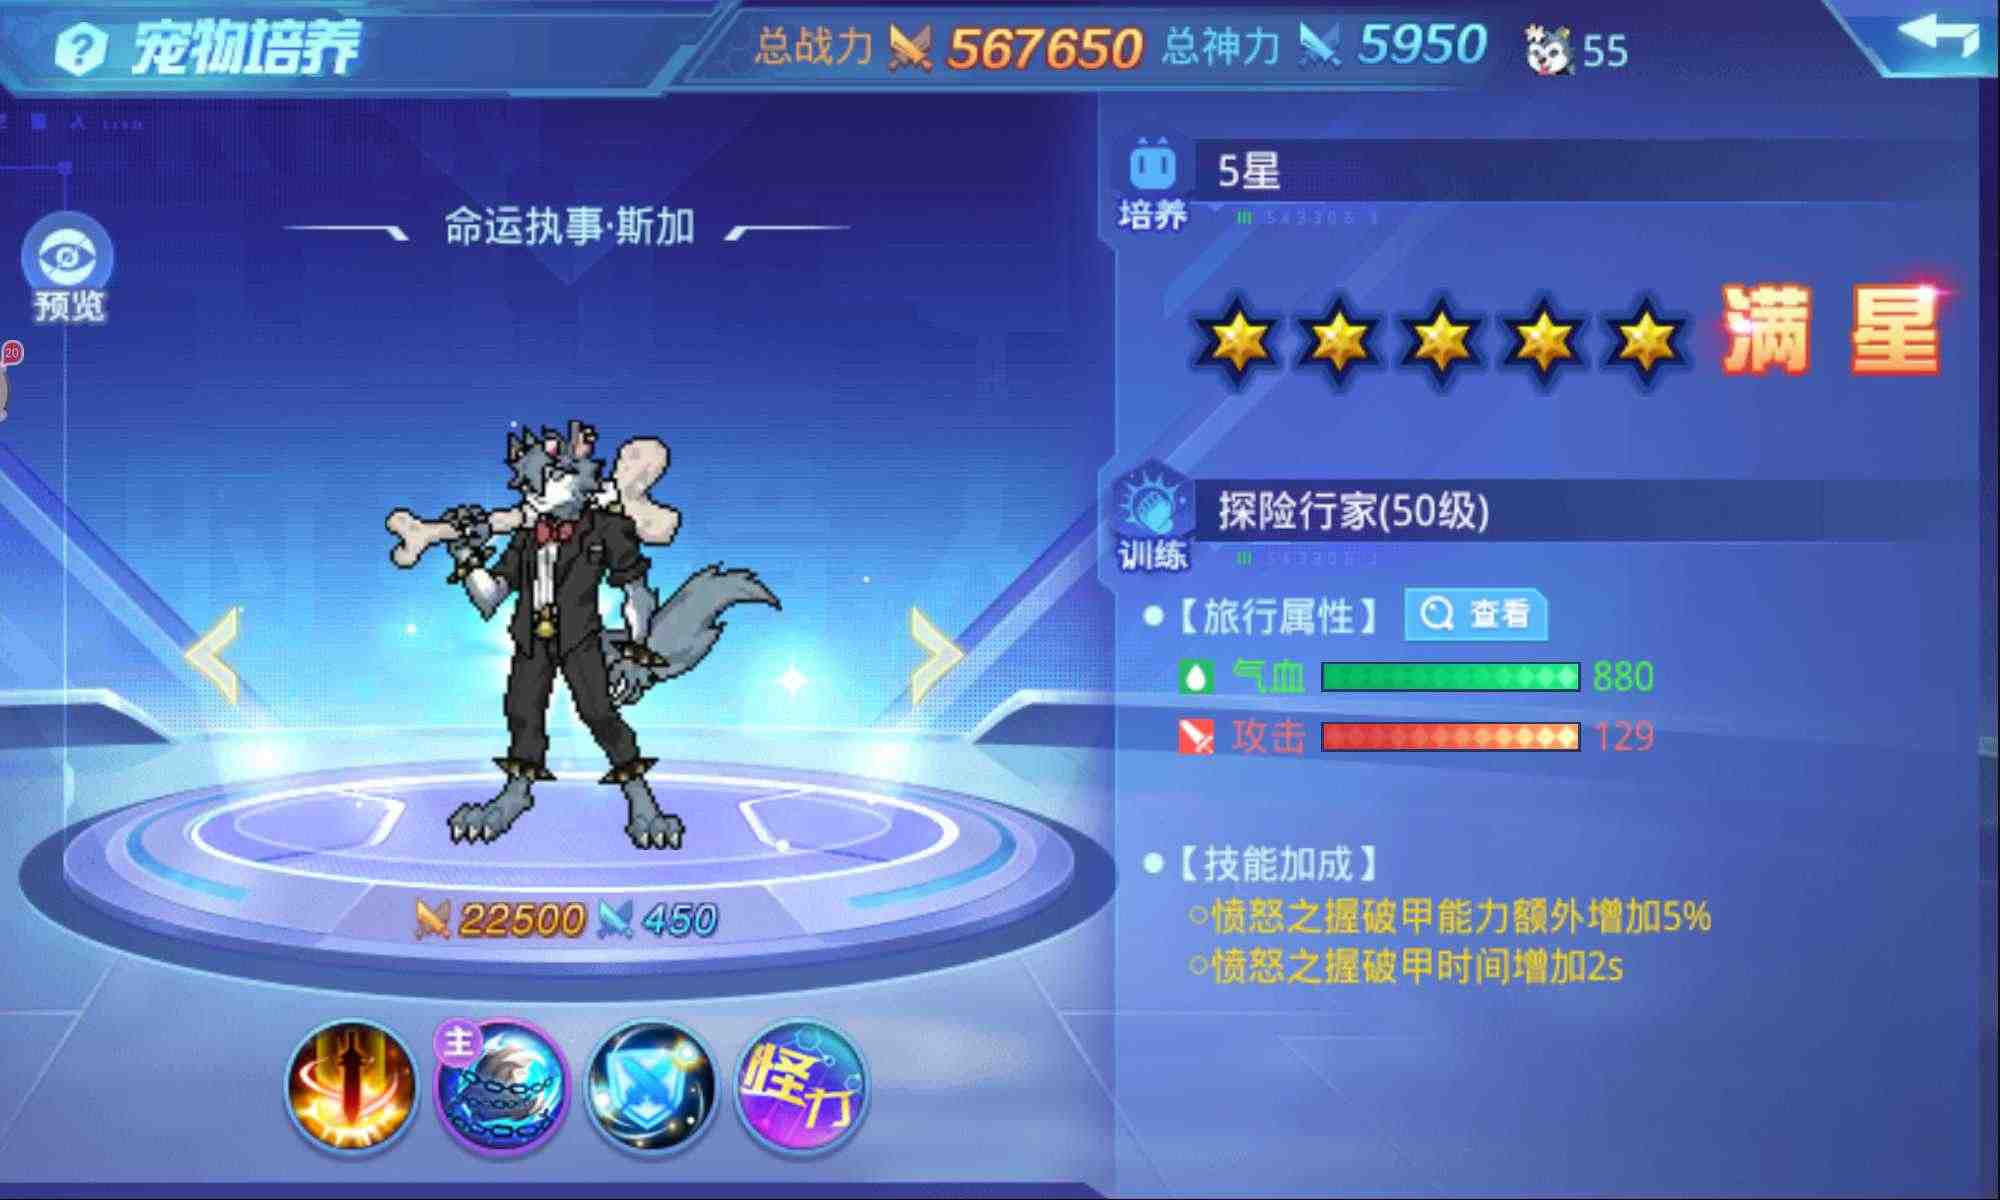 宠物培养
总战力 567650 总神力 5950 55
命运执事·斯加
预览
20
22500 450
主
怪力
5星
培养
满星
探险行家(50级)
训练
【旅行属性】 查看
气血 880
攻击 129
【技能加成】
愤怒之握破甲能力额外增加5%
愤怒之握破甲时间增加2s